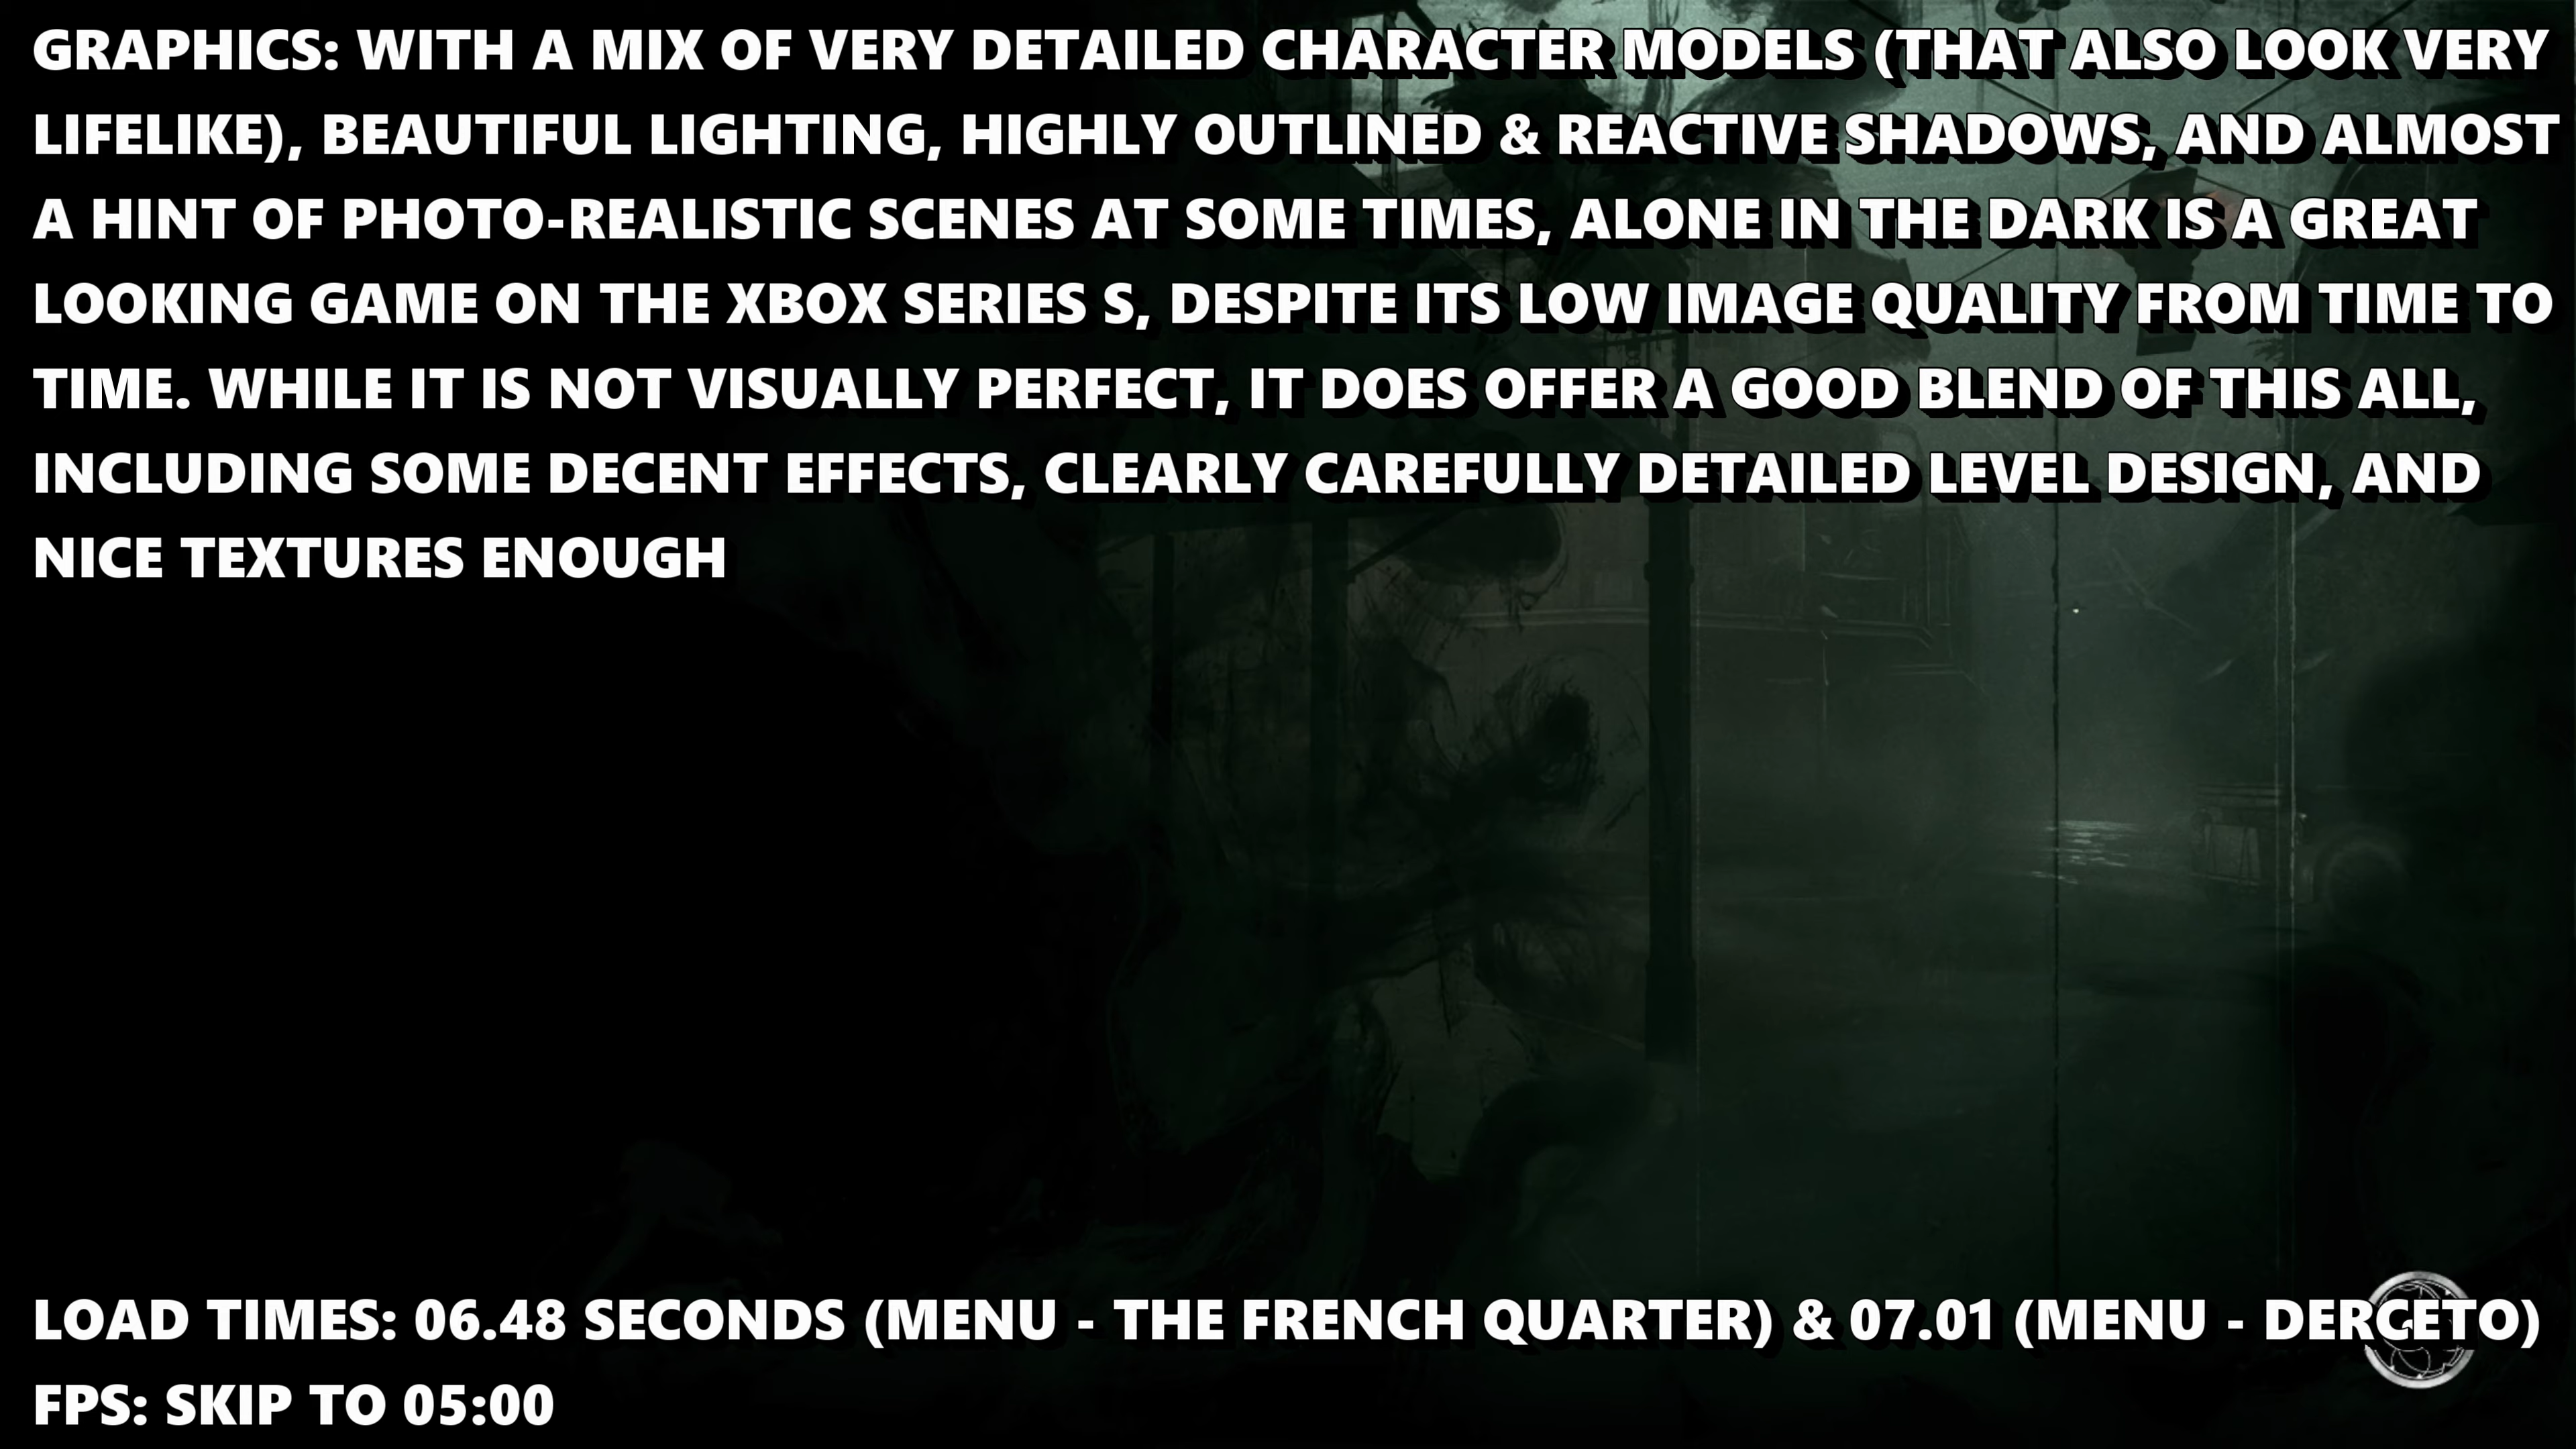 GRAPHICS: WITH A MIX OF VERY DETAILED CHARACTER MODELS (THAT ALSO LOOK VERY
LIFELIKE), BEAUTIFUL LIGHTING, HIGHLY OUTLINED & REACTIVE SHADOWS, AND ALMOST
A HINT OF PHOTO-REALISTIC SCENES AT SOME TIMES, ALONE IN THE DARK IS A GREAT
LOOKING GAME ON THE XBOX SERIES S, DESPITE ITS LOW IMAGE QUALITY FROM TIME TO
TIME. WHILE IT IS NOT VISUALLY PERFECT, IT DOES OFFER A GOOD BLEND OF THIS ALL,
INCLUDING SOME DECENT EFFECTS, CLEARLY CAREFULLY DETAILED LEVEL DESIGN, AND
NICE TEXTURES ENOUGH
LOAD TIMES: 06.48 SECONDS (MENU - THE FRENCH QUARTER) & 07.01 (MENU - DERCETO)
FPS: SKIP TO 05:00